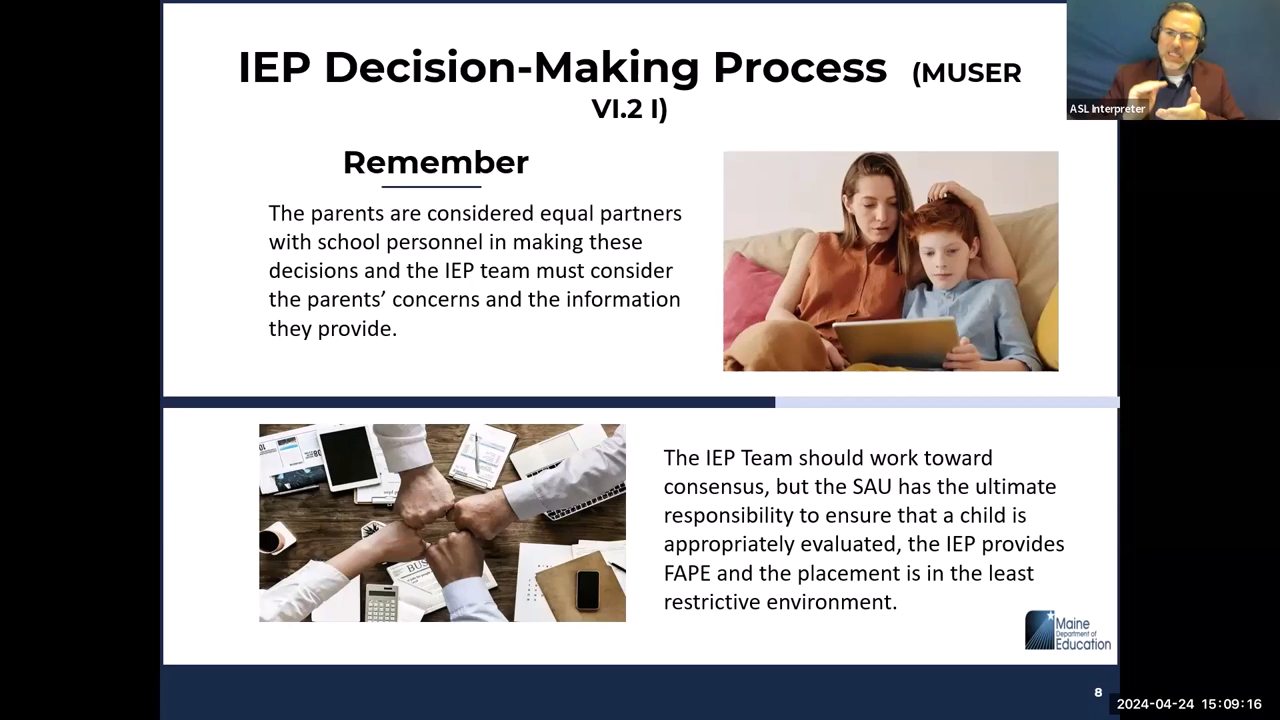 IEP Decision-Making Process (MUSER
VI.2 I)
ASL Interpreter
Remember
The parents are considered equal partners
with school personnel in making these
decisions and the IEP team must consider
the parents’ concerns and the information
they provide.
The IEP Team should work toward
consensus, but the SAU has the ultimate
responsibility to ensure that a child is
appropriately evaluated, the IEP provides
FAPE and the placement is in the least
restrictive environment.
Maine
Department of
Education
8
2024-04-24 15:09:16